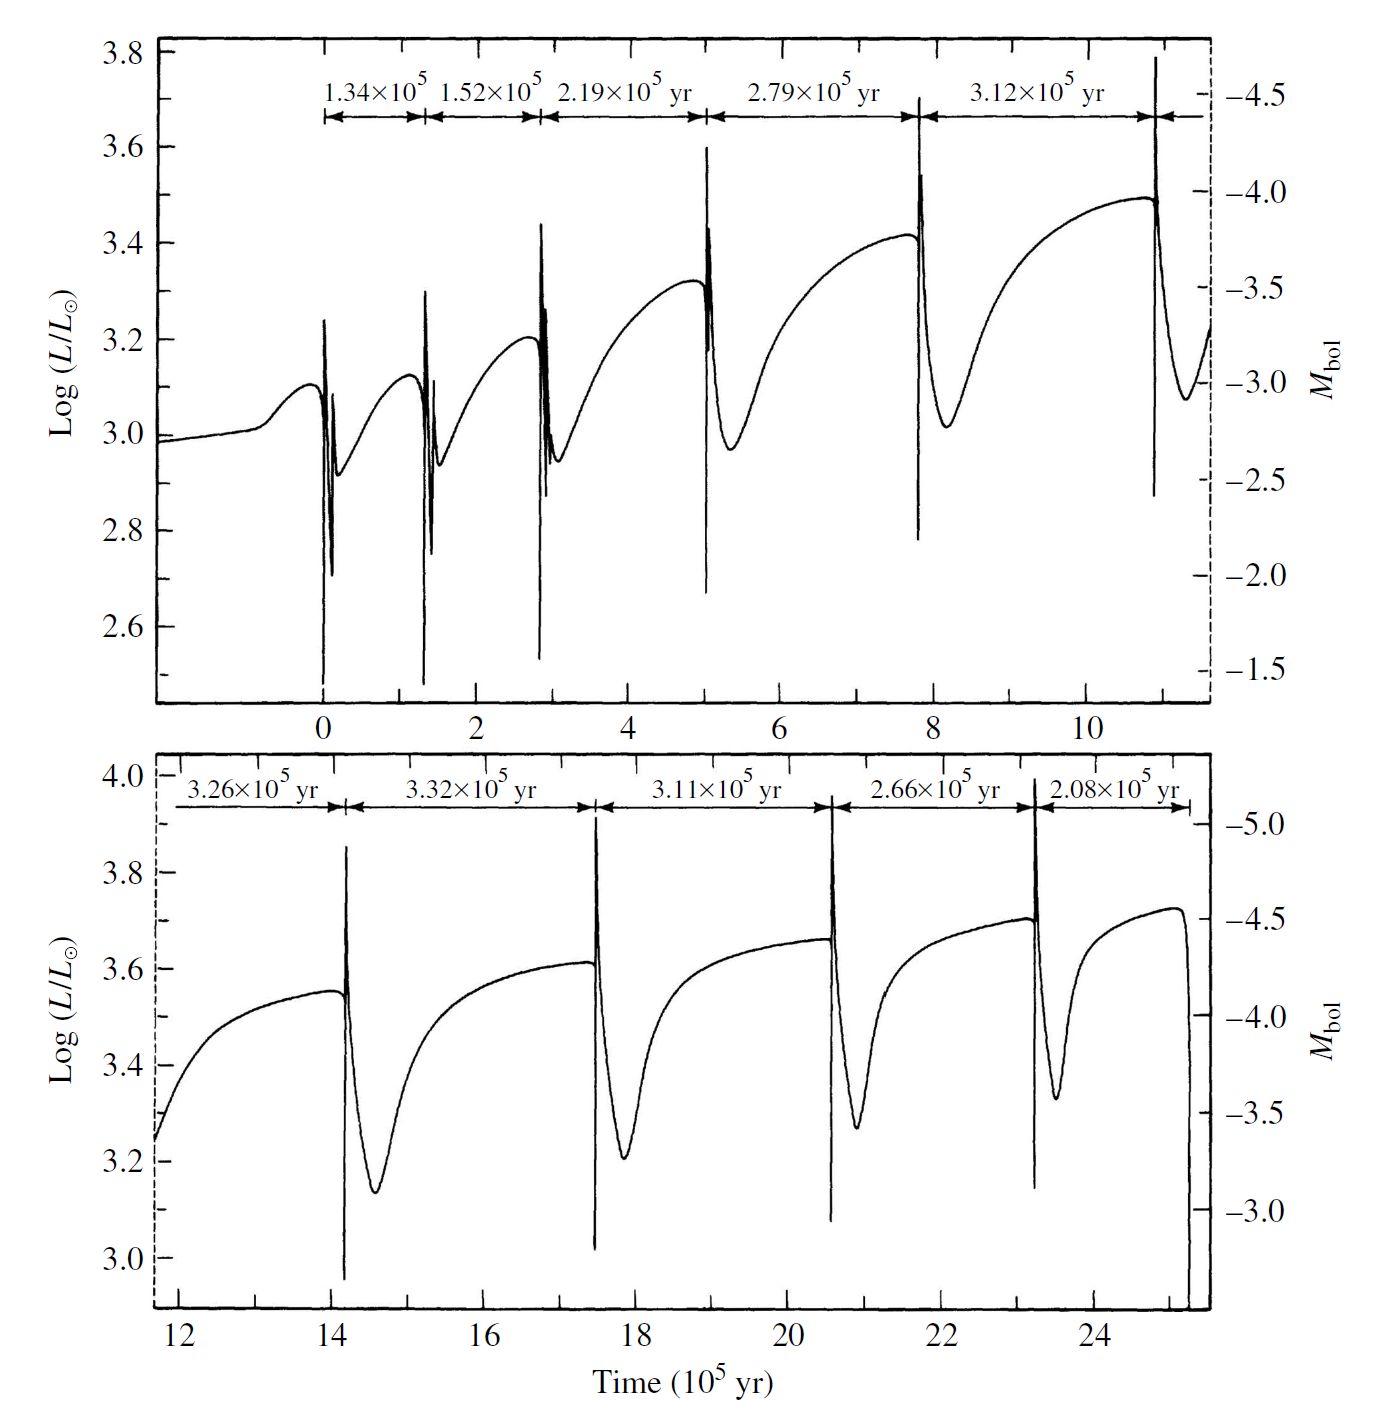 3.8
3.6
3.4
3.2
3.0
2.8
2.6
Log (L/L☉)
1.34×10⁵ 1.52×10⁵ 2.19×10⁵ yr 2.79×10⁵ yr 3.12×10⁵ yr
–4.5
–4.0
–3.5
–3.0
–2.5
–2.0
–1.5
M_bol
0 2 4 6 8 10
4.0
3.8
3.6
3.4
3.2
3.0
Log (L/L☉)
3.26×10⁵ yr 3.32×10⁵ yr 3.11×10⁵ yr 2.66×10⁵ yr 2.08×10⁵ yr
–5.0
–4.5
–4.0
–3.5
–3.0
M_bol
12 14 16 18 20 22 24
Time (10⁵ yr)